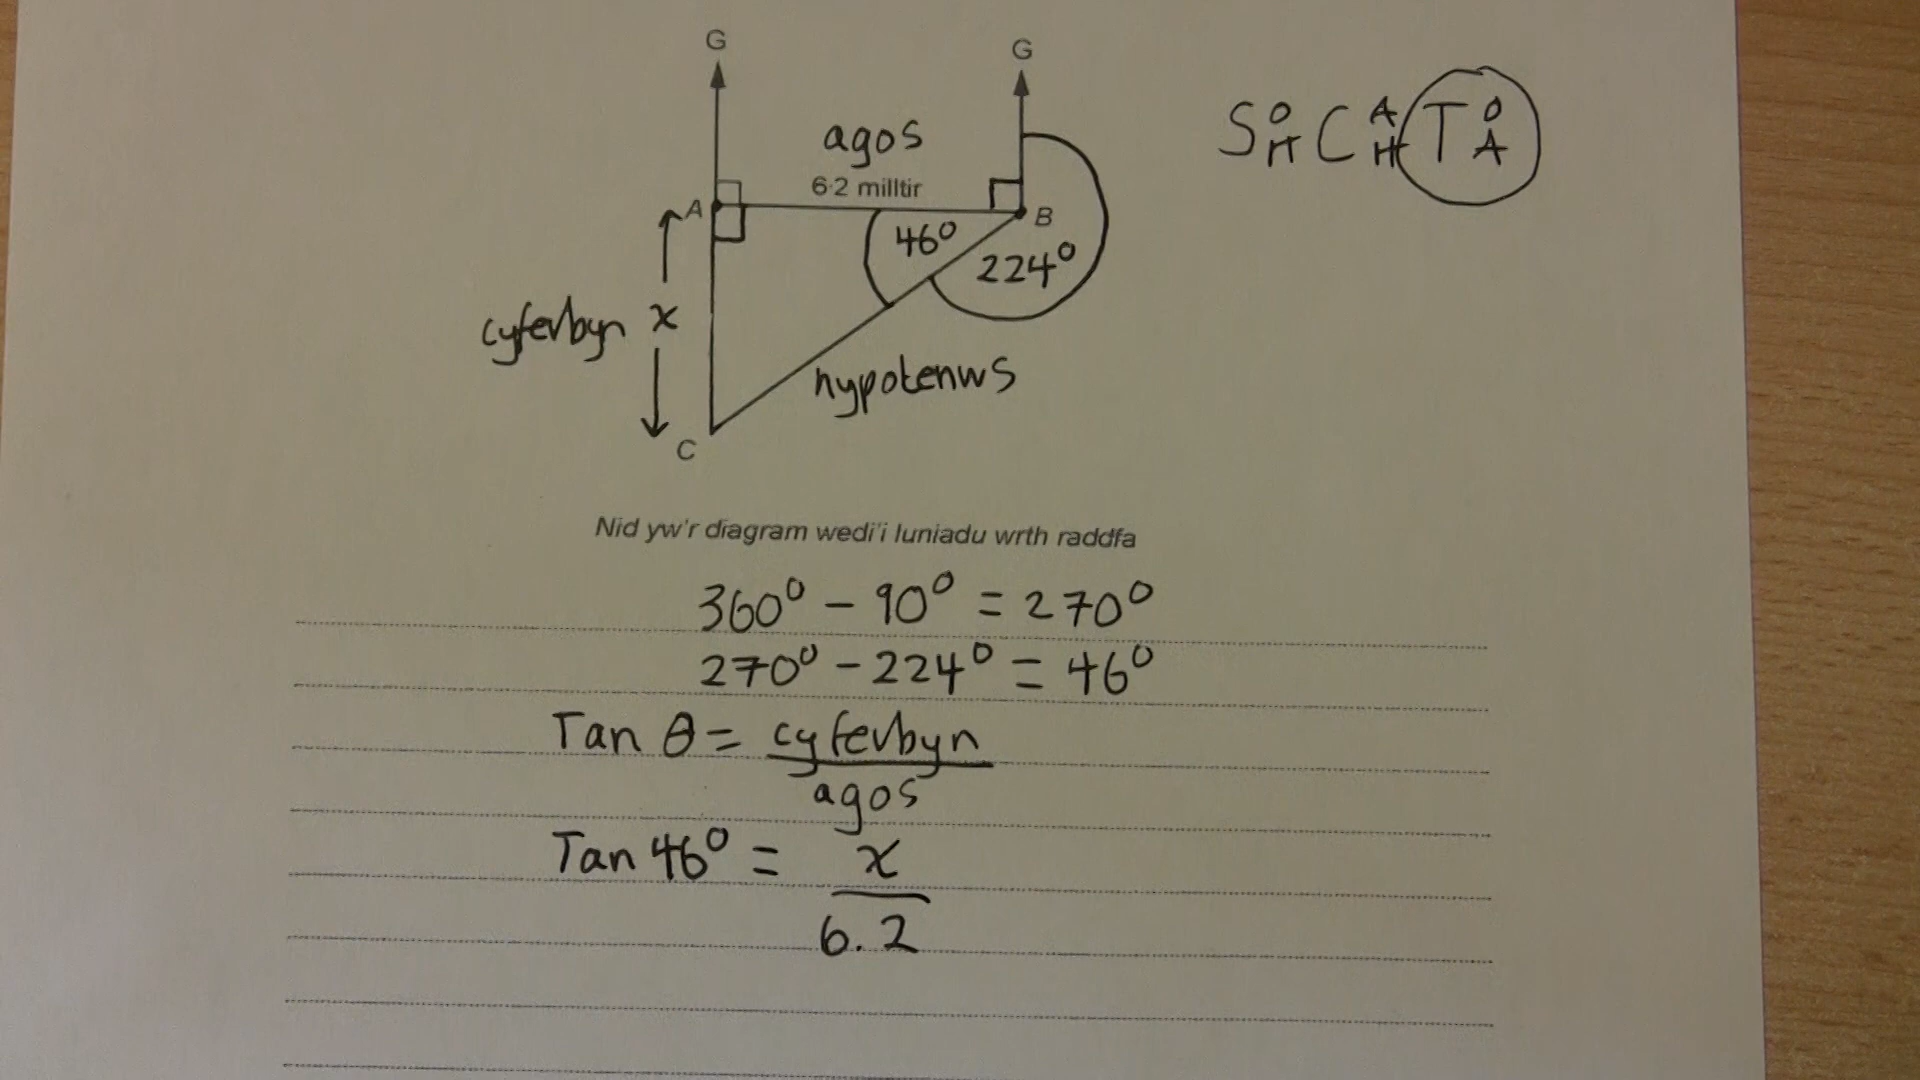 G
G
agos
6·2 milltir
A
B
46°
224°
cyferbyn x
hypotenws
C
S O H C A H T O A
Nid yw'r diagram wedi'i luniadu wrth raddfa
360° − 90° = 270°
270° − 224° = 46°
Tan θ = cyferbyn
agos
Tan 46° = x
6.2